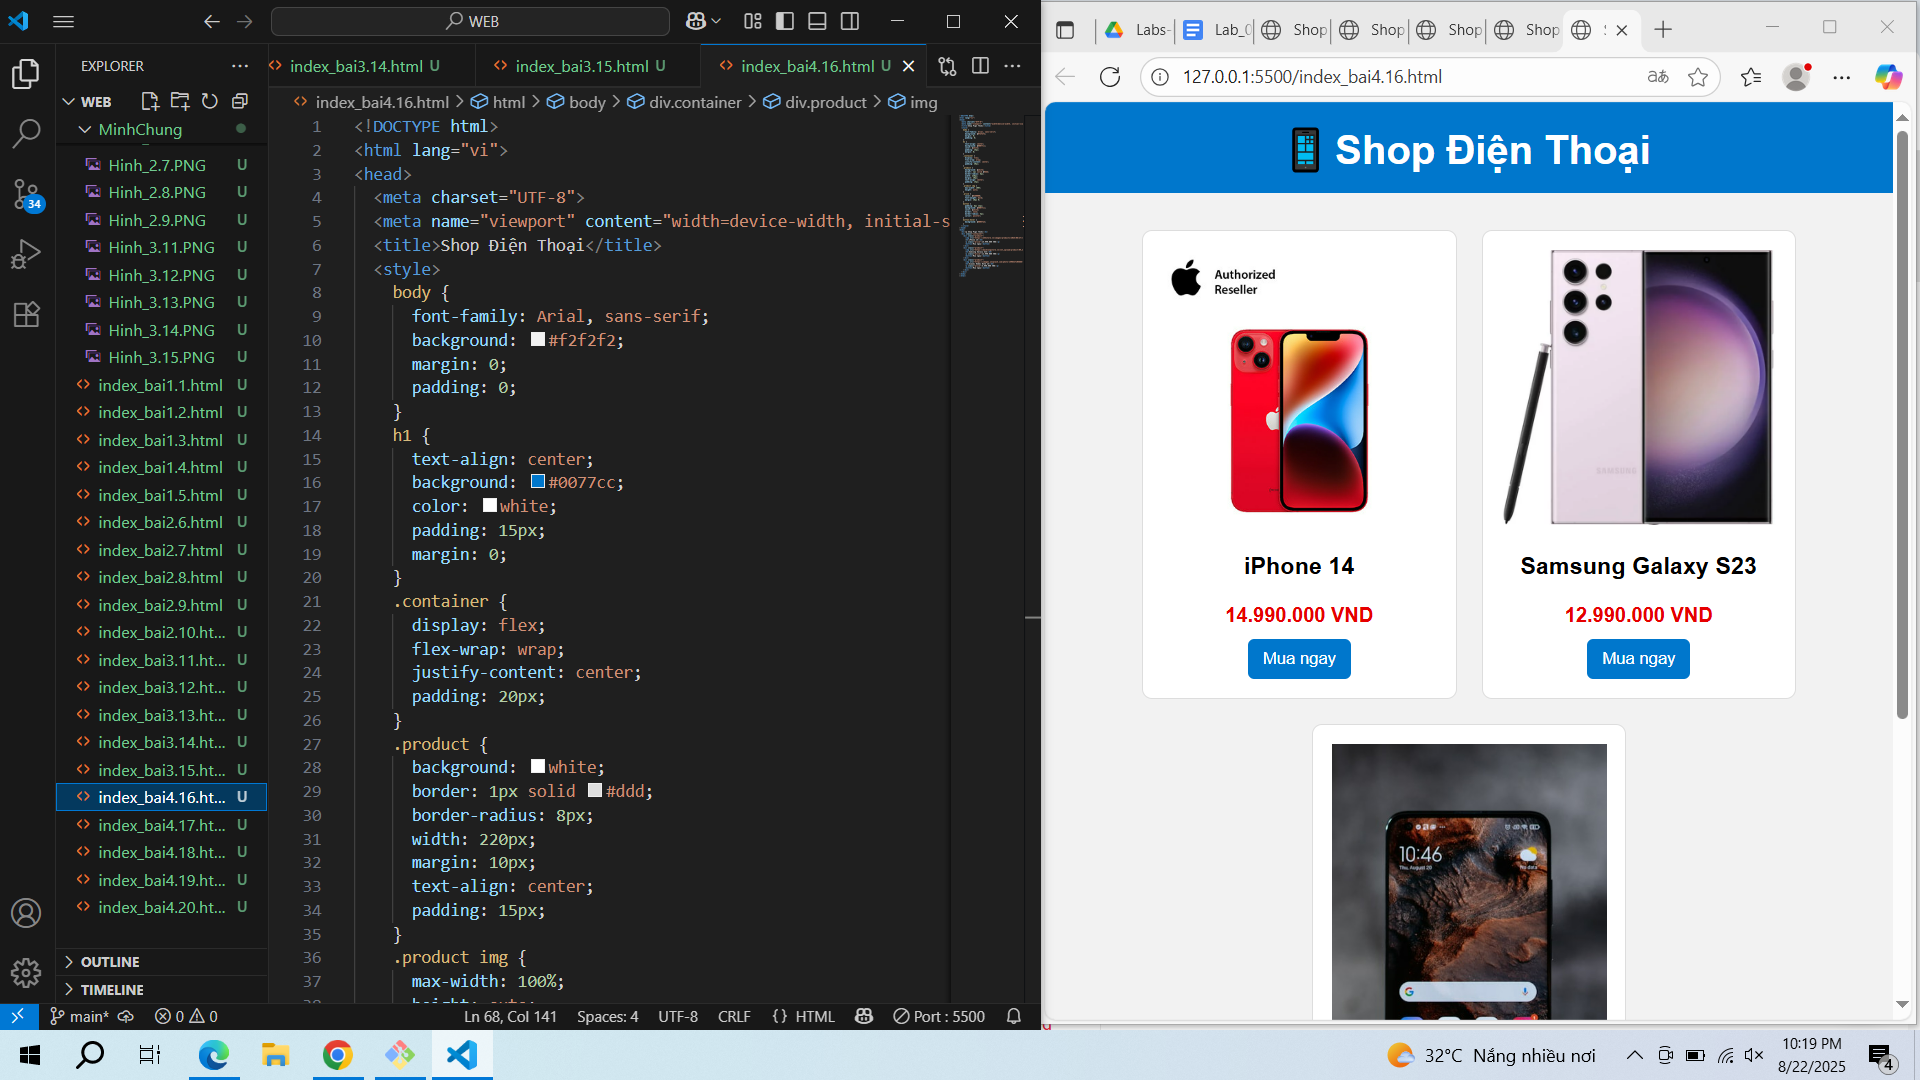 WEB
EXPLORER
index_bai3.14.html U
index_bai3.15.html U
index_bai4.16.html U
WEB
MinhChung
Hinh_2.7.PNG U
Hinh_2.8.PNG U
Hinh_2.9.PNG U
Hinh_3.11.PNG U
Hinh_3.12.PNG U
Hinh_3.13.PNG U
Hinh_3.14.PNG U
Hinh_3.15.PNG U
index_bai1.1.html U
index_bai1.2.html U
index_bai1.3.html U
index_bai1.4.html U
index_bai1.5.html U
index_bai2.6.html U
index_bai2.7.html U
index_bai2.8.html U
index_bai2.9.html U
index_bai2.10.ht... U
index_bai3.11.ht... U
index_bai3.12.ht... U
index_bai3.13.ht... U
index_bai3.14.ht... U
index_bai3.15.ht... U
index_bai4.16.ht... U
index_bai4.17.ht... U
index_bai4.18.ht... U
index_bai4.19.ht... U
index_bai4.20.ht... U
OUTLINE
TIMELINE
34
index_bai4.16.html > html > body > div.container > div.product > img
1 <!DOCTYPE html>
2 <html lang="vi">
3 <head>
4 <meta charset="UTF-8">
5 <meta name="viewport" content="width=device-width, initial-s
6 <title>Shop Điện Thoại</title>
7 <style>
8 body {
9 font-family: Arial, sans-serif;
10 background: #f2f2f2;
11 margin: 0;
12 padding: 0;
13 }
14 h1 {
15 text-align: center;
16 background: #0077cc;
17 color: white;
18 padding: 15px;
19 margin: 0;
20 }
21 .container {
22 display: flex;
23 flex-wrap: wrap;
24 justify-content: center;
25 padding: 20px;
26 }
27 .product {
28 background: white;
29 border: 1px solid #ddd;
30 border-radius: 8px;
31 width: 220px;
32 margin: 10px;
33 text-align: center;
34 padding: 15px;
35 }
36 .product img {
37 max-width: 100%;
main* 0 0 Ln 68, Col 141 Spaces: 4 UTF-8 CRLF {} HTML Port : 5500
Labs- Lab_0 Shop Shop Shop Shop
127.0.0.1:5500/index_bai4.16.html
Shop Điện Thoại
Authorized
Reseller
iPhone 14
14.990.000 VND
Mua ngay
SAMSUNG
Samsung Galaxy S23
12.990.000 VND
Mua ngay
10:46
32°C Nắng nhiều nơi
10:19 PM
8/22/2025
4